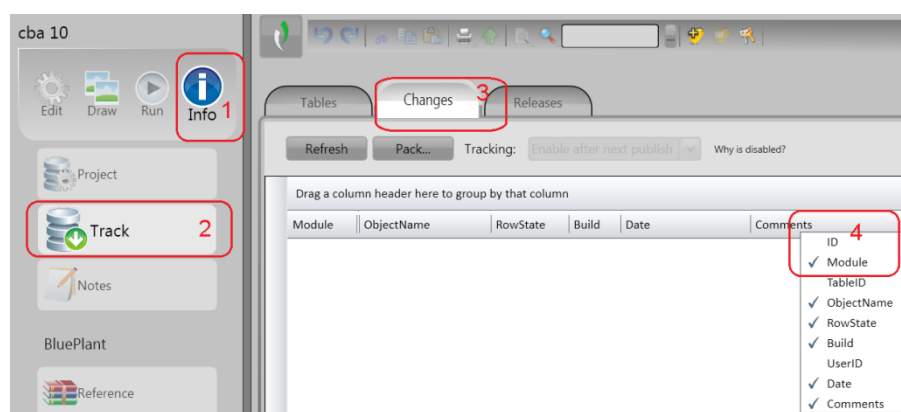 cba 10
Edit Draw Run Info 1
Project
Track 2
Notes
BluePlant
Reference
Tables Changes 3 Releases
Refresh Pack... Tracking: Enable after next publish Why is disabled?
Drag a column header here to group by that column
Module ObjectName RowState Build Date Comments
4
ID
Module
TableID
ObjectName
RowState
Build
UserID
Date
Comments